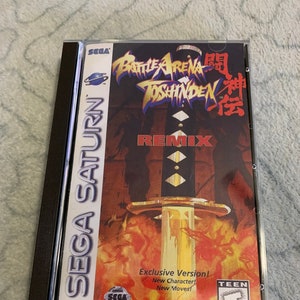 SEGA
BATTLE ARENA
TOSHINDEN
闘神伝
REMIX
SEGA SATURN
Exclusive Version!
New Character!
New Moves!
SEGA
TEEN